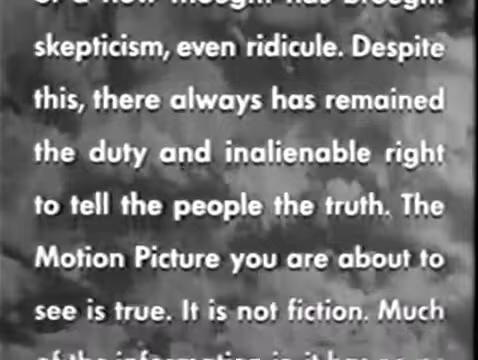 of a new thought has brought
skepticism, even ridicule. Despite
this, there always has remained
the duty and inalienable right
to tell the people the truth. The
Motion Picture you are about to
see is true. It is not fiction. Much
of the information in it has never